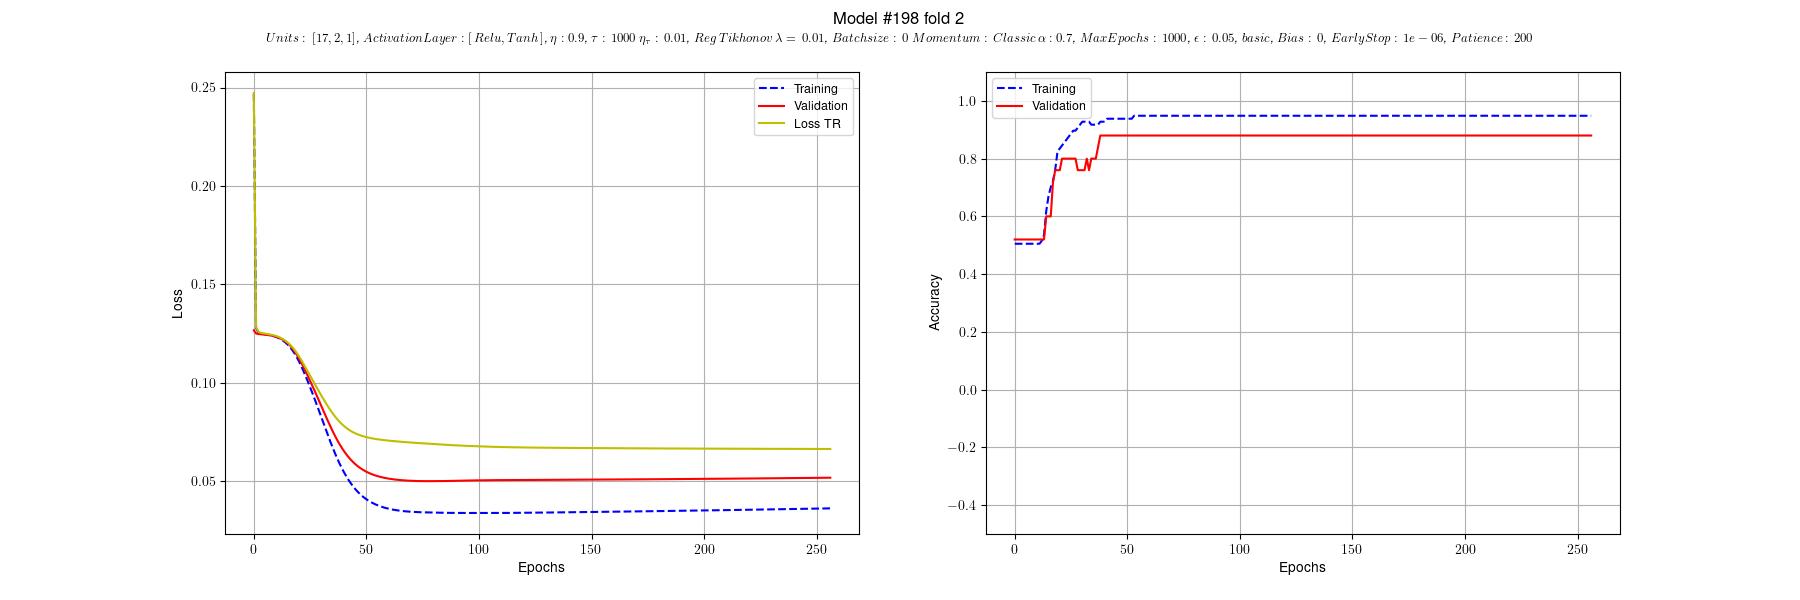 Model #198 fold 2
Units : [17, 2, 1], ActivationLayer : [ Relu, Tanh], η : 0.9, τ : 1000 η_τ : 0.01, Reg Tikhonov λ = 0.01, Batchsize : 0 Momentum : Classic α : 0.7, MaxEpochs : 1000, ϵ : 0.05, basic, Bias : 0, EarlyStop : 1e − 06, Patience : 200
0.25
0.20
0.15
0.10
0.05
Loss
Training
Validation
Loss TR
0
50
100
150
200
250
Epochs
1.0
0.8
0.6
0.4
0.2
0.0
−0.2
−0.4
Accuracy
Training
Validation
0
50
100
150
200
250
Epochs